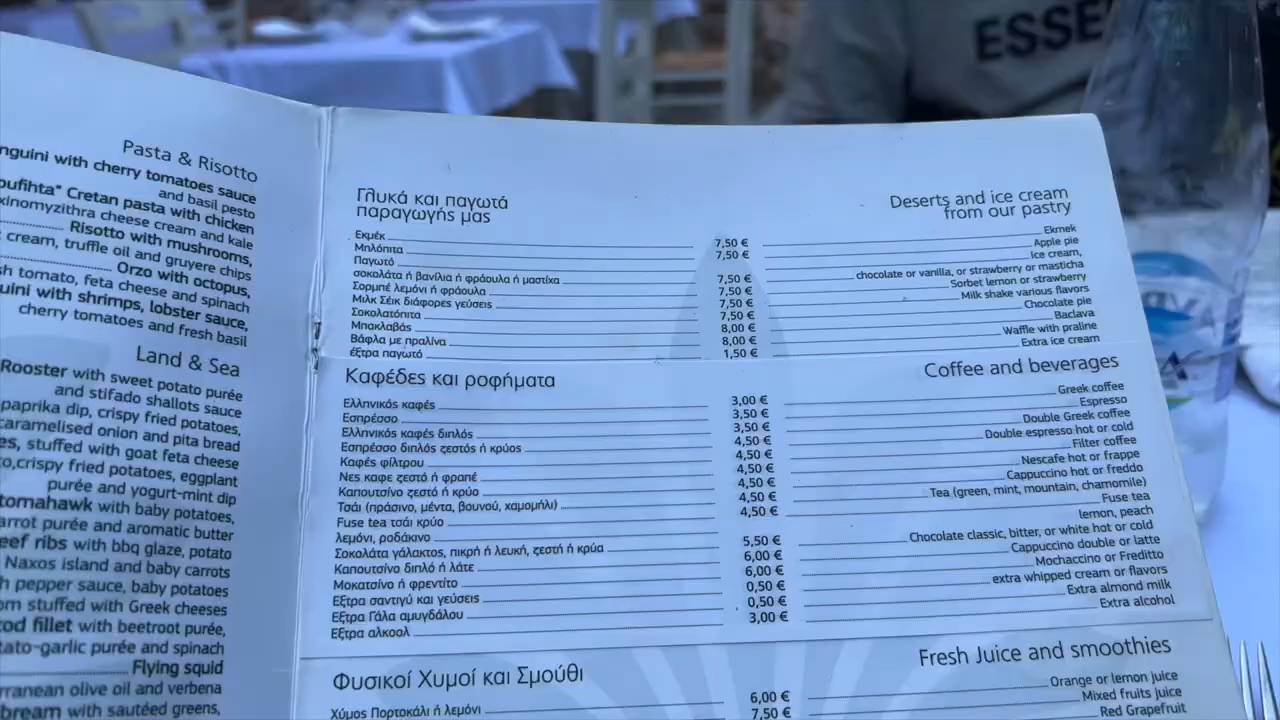 ESSE
Pasta & Risotto
nguini with cherry tomatoes sauce
and basil pesto
oufihta" Cretan pasta with chicken
xinomyzithra cheese cream and kale
Risotto with mushrooms,
cream, truffle oil and gruyere chips
Orzo with octopus,
sh tomato, feta cheese and spinach
uini with shrimps, lobster sauce,
cherry tomatoes and fresh basil
Land & Sea
Rooster with sweet potato purée
and stifado shallots sauce
paprika dip, crispy fried potatoes,
caramelised onion and pita bread
es, stuffed with goat feta cheese
to,crispy fried potatoes, eggplant
purée and yogurt-mint dip
tomahawk with baby potatoes,
arrot purée and aromatic butter
eef ribs with bbq glaze, potato
Naxos island and baby carrots
h pepper sauce, baby potatoes
om stuffed with Greek cheeses
cod fillet with beetroot purée,
tato-garlic purée and spinach
Flying squid
rranean olive oil and verbena
bream with sautéed greens,
Γλυκά και παγωτά
παραγωγής μας
Deserts and ice cream
from our pastry
Εκμέκ 7,50 € Ekmek
Μηλόπιτα 7,50 € Apple pie
Παγωτό Ice cream,
σοκολάτα ή βανίλια ή φράουλα ή μαστίχα 7,50 € chocolate or vanilla, or strawberry or masticha
Σορμπέ λεμόνι ή φράουλα 7,50 € Sorbet lemon or strawberry
Μιλκ Σέικ διάφορες γεύσεις 7,50 € Milk shake various flavors
Σοκολατόπιτα 7,50 € Chocolate pie
Μπακλαβάς 8,00 € Baclava
Βάφλα με πραλίνα 8,00 € Waffle with praline
έξτρα παγωτό 1,50 € Extra ice cream
Καφέδες και ροφήματα
Coffee and beverages
Ελληνικός καφές 3,00 € Greek coffee
Εσπρέσσο 3,50 € Espresso
Ελληνικός καφές διπλός 3,50 € Double Greek coffee
Εσπρέσσο διπλός ζεστός ή κρύος 4,50 € Double espresso hot or cold
Καφές φίλτρου 4,50 € Filter coffee
Νες καφε ζεστό ή φραπέ 4,50 € Nescafe hot or frappe
Καπουτσίνο ζεστό ή κρύο 4,50 € Cappuccino hot or freddo
Τσάι (πράσινο, μέντα, βουνού, χαμομήλι) 4,50 € Tea (green, mint, mountain, chamomile)
Fuse tea τσάι κρύο 4,50 € Fuse tea
λεμόνι, ροδάκινο lemon, peach
Σοκολάτα γάλακτος, πικρή ή λευκή, ζεστή ή κρύα 5,50 € Chocolate classic, bitter, or white hot or cold
Καπουτσίνο διπλό ή λάτε 6,00 € Cappuccino double or latte
Μοκατσίνο ή φρεντίτο 6,00 € Mochaccino or Freditto
Εξτρα σαντιγύ και γεύσεις 0,50 € extra whipped cream or flavors
Εξτρα Γάλα αμυγδάλου 0,50 € Extra almond milk
Εξτρα αλκοολ 3,00 € Extra alcohol
Φυσικοί Χυμοί και Σμούθι
Fresh Juice and smoothies
Χύμος Πορτοκάλι ή λεμόνι 6,00 € Orange or lemon juice
7,50 € Mixed fruits juice
Red Grapefruit